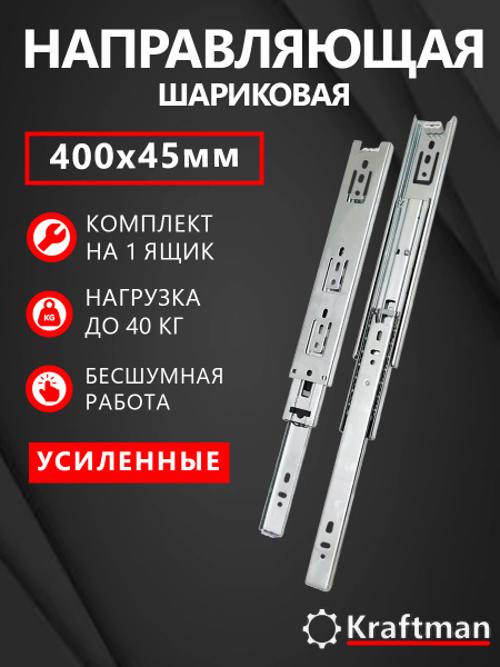 НАПРАВЛЯЮЩАЯ
ШАРИКОВАЯ
400х45мм
КОМПЛЕКТ
НА 1 ЯЩИК
KG
НАГРУЗКА
ДО 40 КГ
БЕСШУМНАЯ
РАБОТА
УСИЛЕННЫЕ
Kraftman